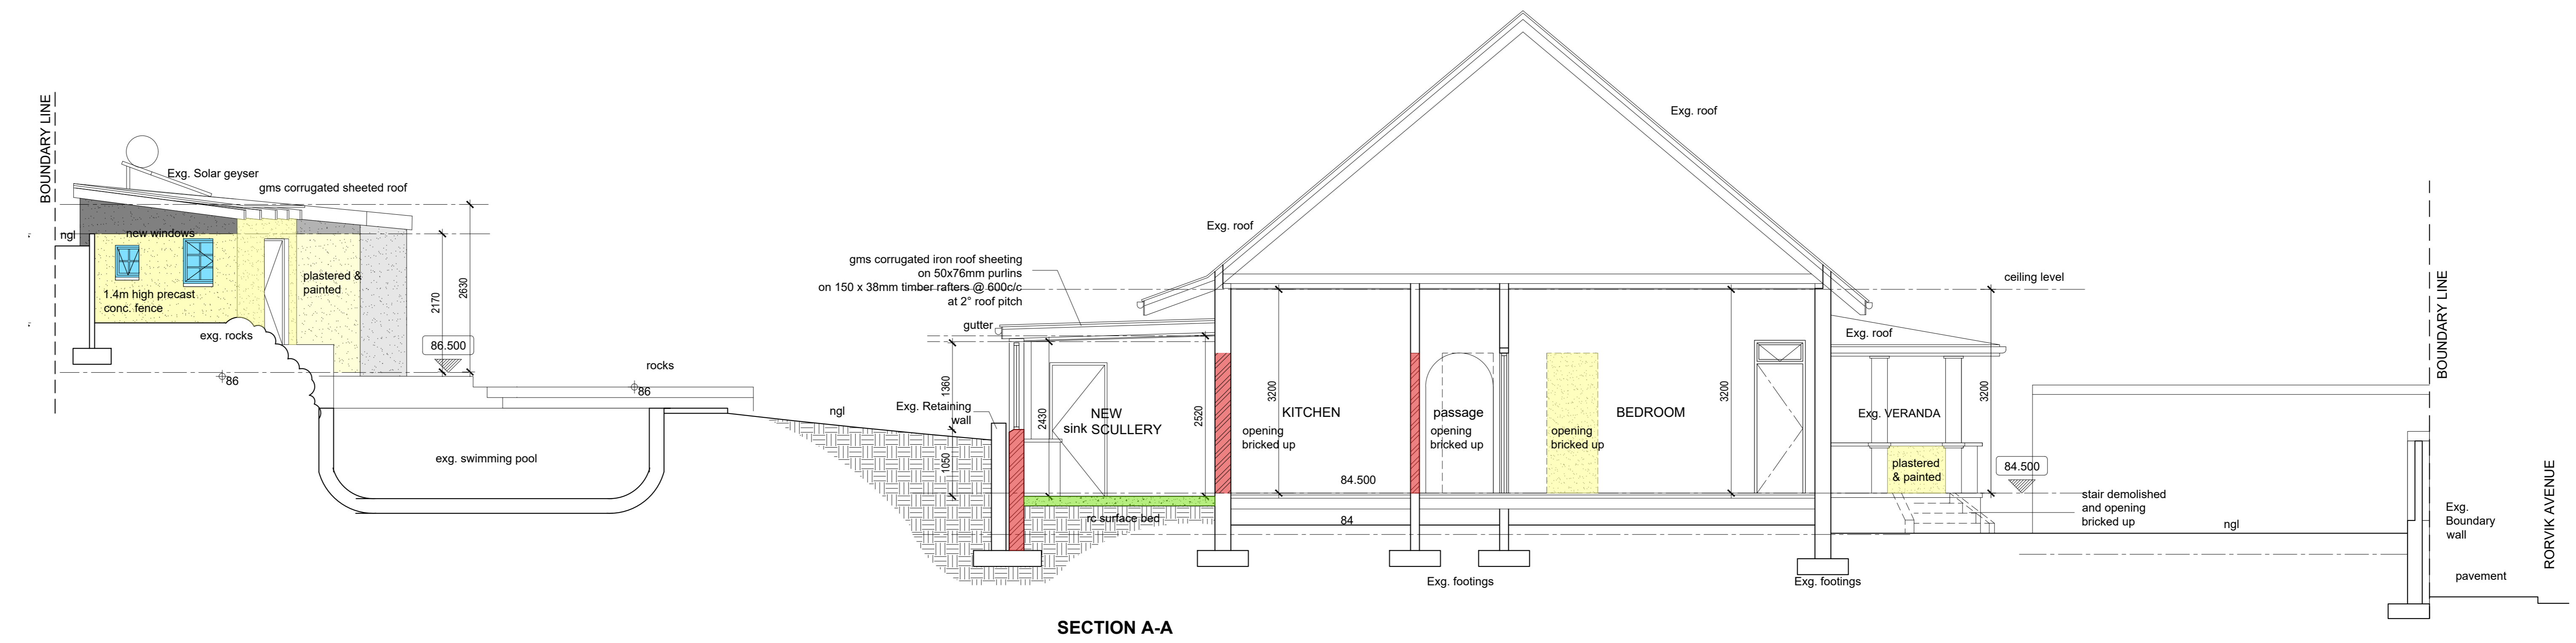 BOUNDARY LINE
Exg. Solar geyser
gms corrugated sheeted roof
ngl
new windows
plastered &
painted
1.4m high precast
conc. fence
exg. rocks
2170
2630
86.500
86
rocks
86
exg. swimming pool
ngl
Exg. Retaining
wall
gms corrugated iron roof sheeting
on 50x76mm purlins
on 150 x 38mm timber rafters @ 600c/c
at 2° roof pitch
gutter
1360
1050
2430
2520
NEW
sink SCULLERY
rc surface bed
Exg. roof
Exg. roof
3200
KITCHEN
opening
bricked up
84.500
84
passage
opening
bricked up
opening
bricked up
BEDROOM
3200
Exg. footings
Exg. footings
ceiling level
Exg. roof
Exg. VERANDA
3200
plastered
& painted
84.500
stair demolished
and opening
bricked up
ngl
BOUNDARY LINE
Exg.
Boundary
wall
pavement
RORVIK AVENUE
SECTION A-A